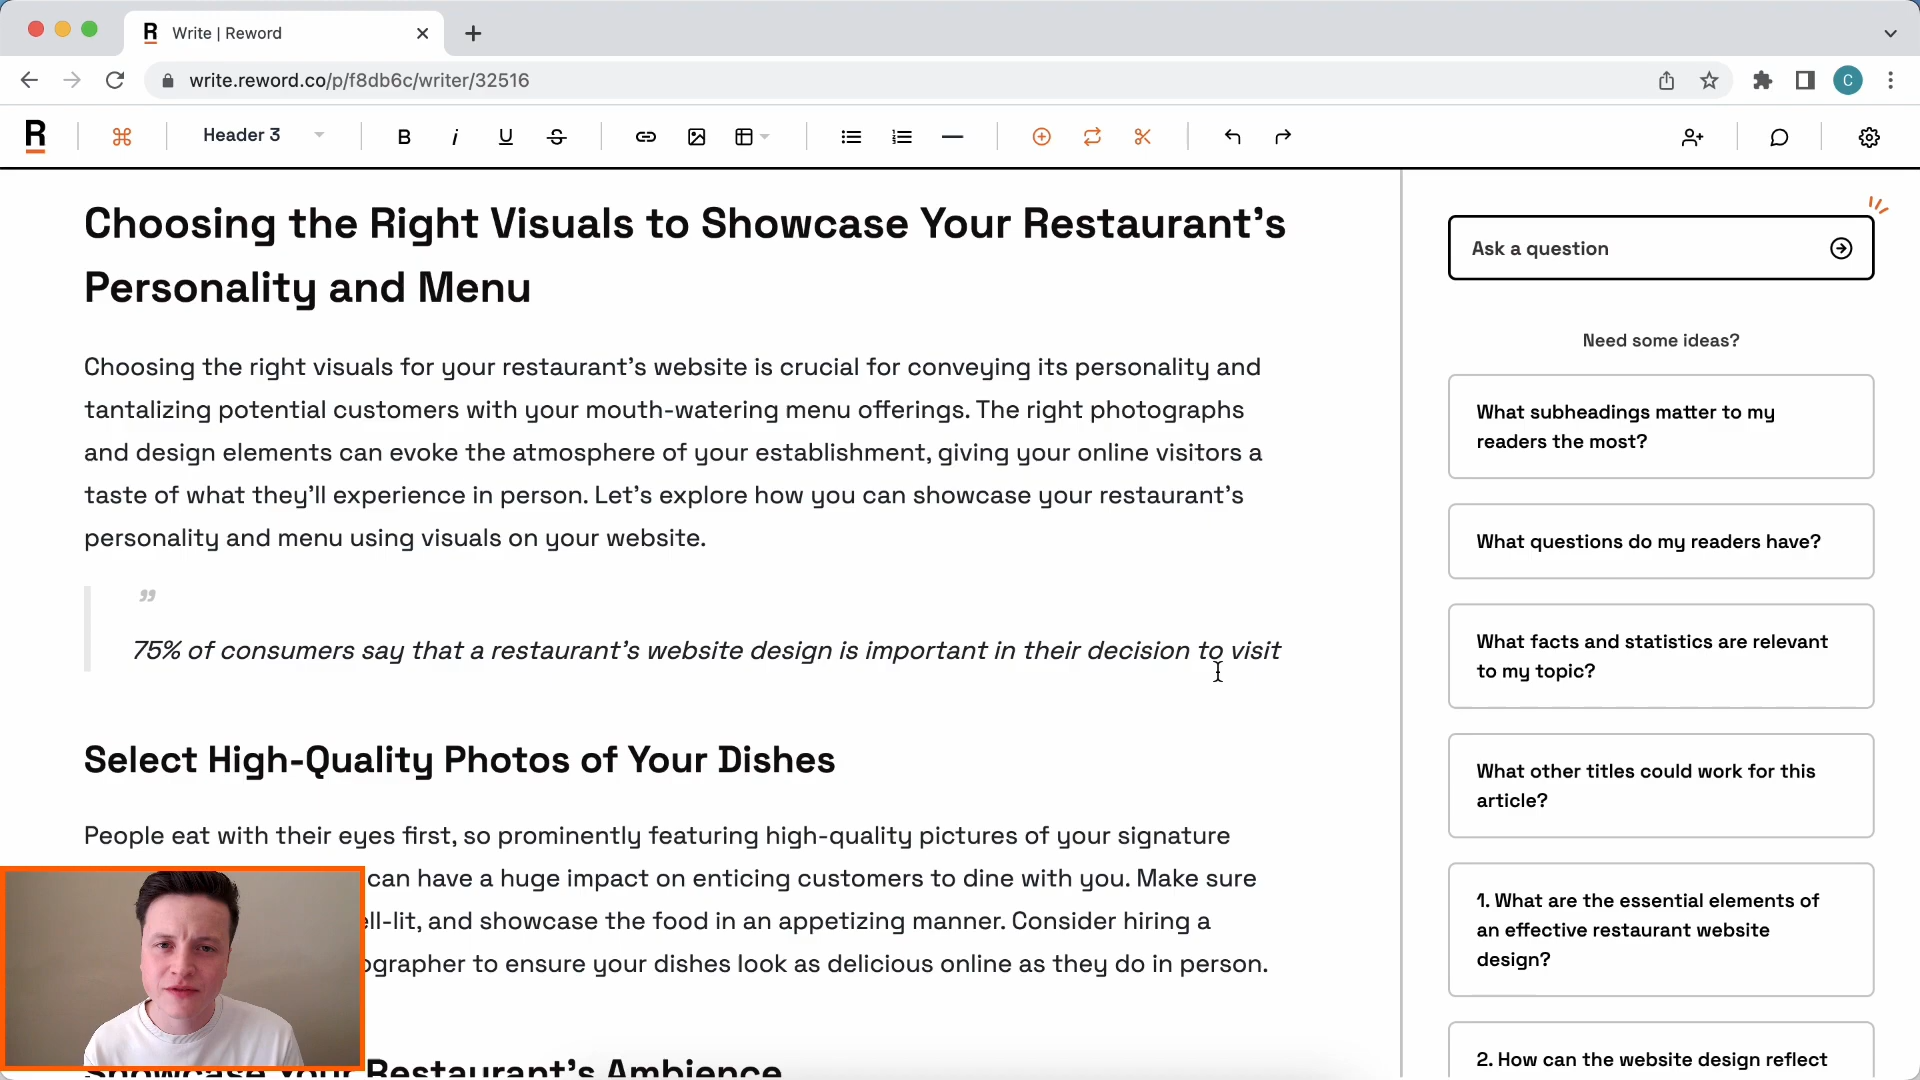 R Write | Reword
write.reword.co/p/f8db6c/writer/32516
C
R
Header 3
B i U S
Choosing the Right Visuals to Showcase Your Restaurant's
Personality and Menu
Choosing the right visuals for your restaurant's website is crucial for conveying its personality and
tantalizing potential customers with your mouth-watering menu offerings. The right photographs
and design elements can evoke the atmosphere of your establishment, giving your online visitors a
taste of what they'll experience in person. Let's explore how you can showcase your restaurant's
personality and menu using visuals on your website.
”
75% of consumers say that a restaurant's website design is important in their decision to visit
Select High-Quality Photos of Your Dishes
People eat with their eyes first, so prominently featuring high-quality pictures of your signature
can have a huge impact on enticing customers to dine with you. Make sure
ell-lit, and showcase the food in an appetizing manner. Consider hiring a
ographer to ensure your dishes look as delicious online as they do in person.
Showcase Your Restaurant's Ambience
Ask a question
Need some ideas?
What subheadings matter to my
readers the most?
What questions do my readers have?
What facts and statistics are relevant
to my topic?
What other titles could work for this
article?
1. What are the essential elements of
an effective restaurant website
design?
2. How can the website design reflect